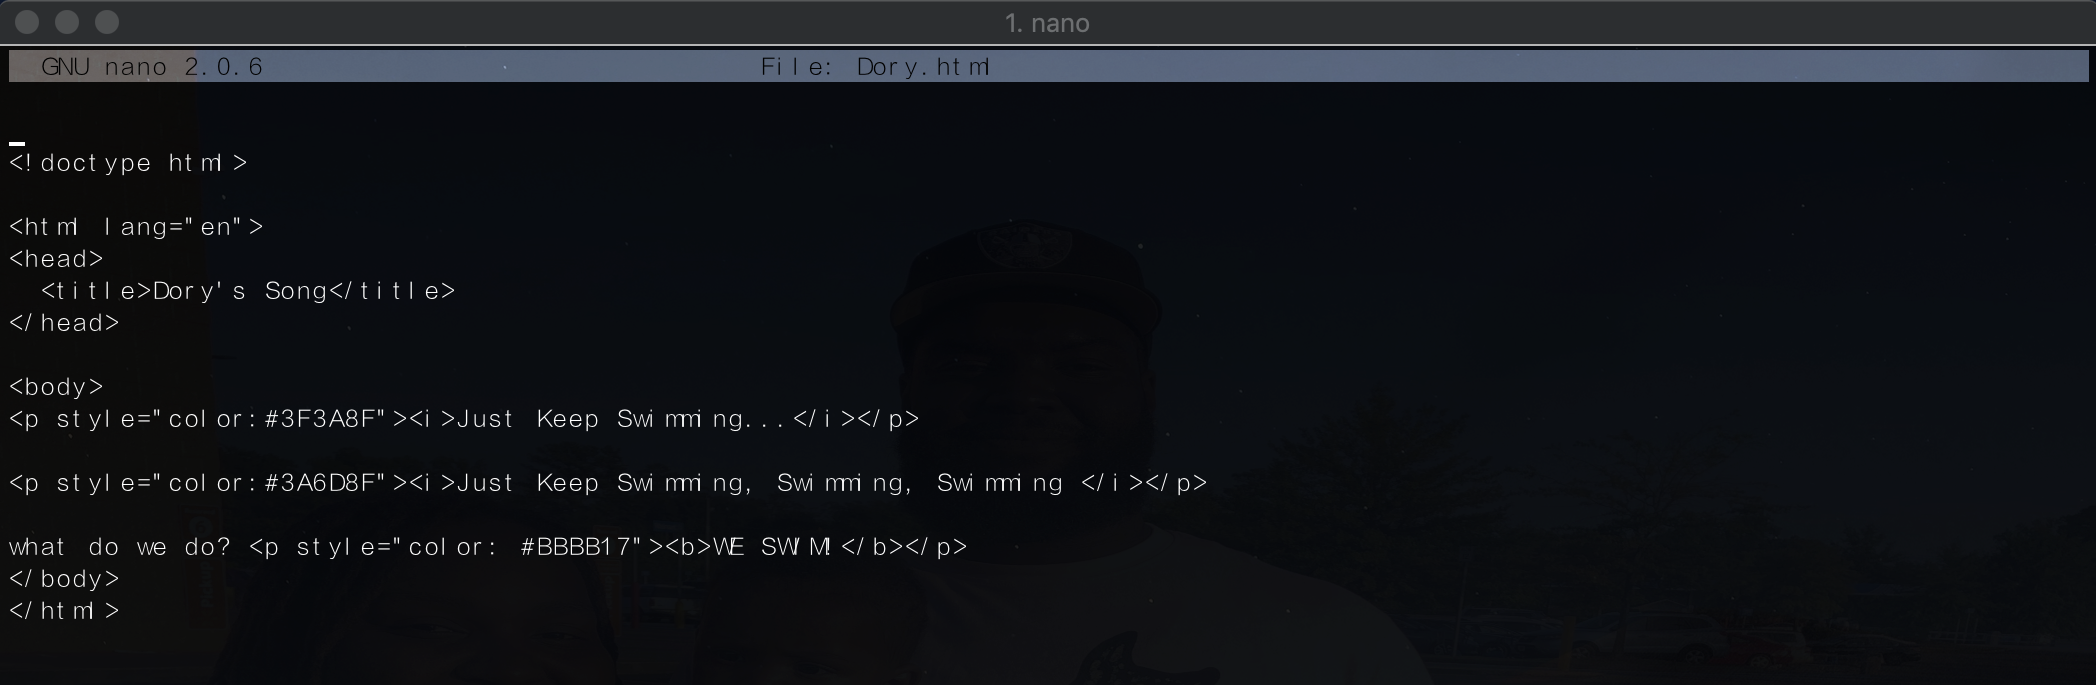 1. nano
GNU nano 2.0.6 File: Dory.html
<!doctype html>
<html lang="en">
<head>
  <title>Dory's Song</title>
</head>
<body>
<p style="color:#3F3A8F"><i>Just Keep Swimming...</i></p>
<p style="color:#3A6D8F"><i>Just Keep Swimming, Swimming, Swimming </i></p>
what do we do? <p style="color: #BBBB17"><b>WE SWIM!</b></p>
</body>
</html>